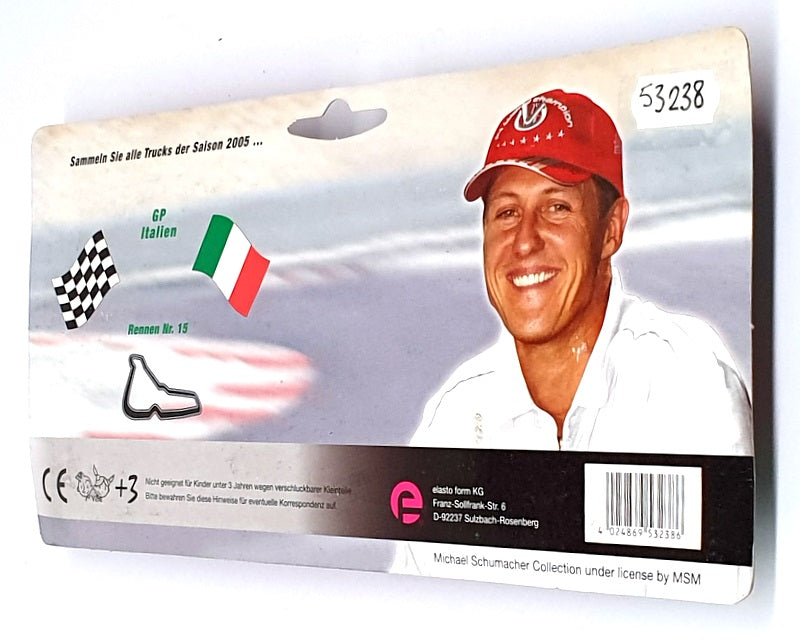 53238
Sammeln Sie alle Trucks der Saison 2005 ...
GP
Italien
Rennen Nr. 15
CE
+3
Nicht geeignet für Kinder unter 3 Jahren wegen verschluckbarer Kleinteile
Bitte bewahren Sie diese Hinweise für eventuelle Korrespondenz auf.
e
elasto form KG
Franz-Sollfrank-Str. 6
D-92237 Sulzbach-Rosenberg
4 024869 532386
Michael Schumacher Collection under license by MSM